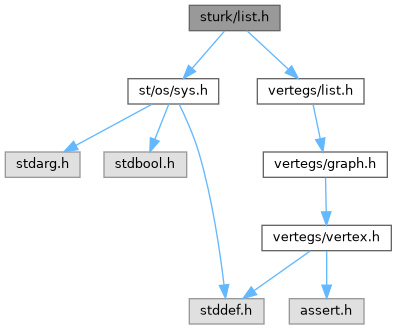 sturk/list.h
st/os/sys.h
vertegs/list.h
stdarg.h
stdbool.h
vertegs/graph.h
vertegs/vertex.h
stddef.h
assert.h